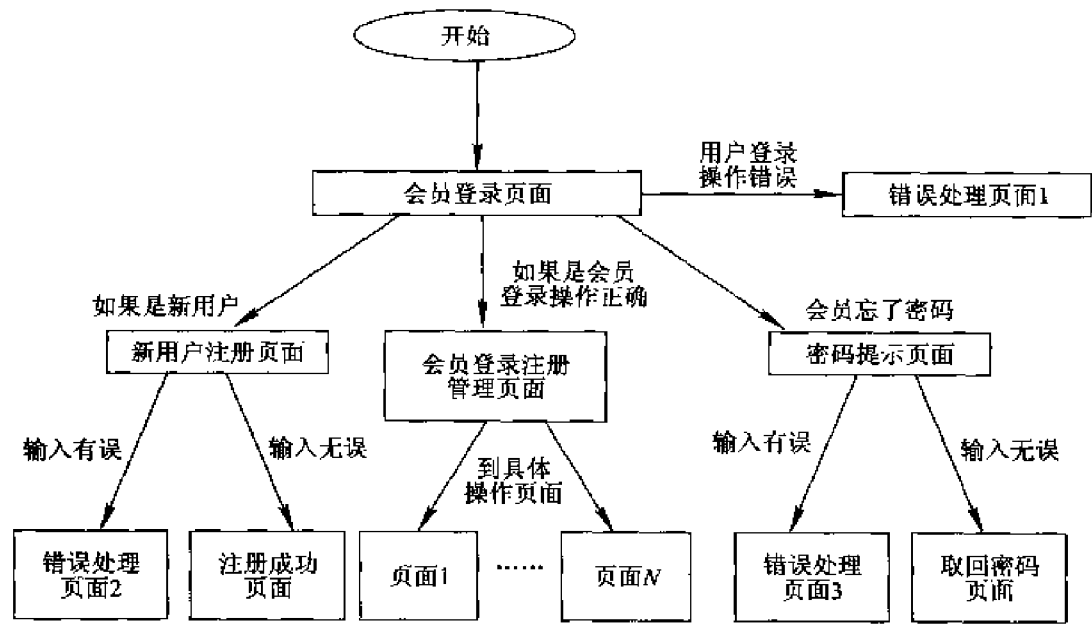 开始
用户登录
操作错误
会员登录页面
错误处理页面1
如果是会员
登录操作正确
如果是新用户
会员忘了密码
新用户注册页面
会员登录注册
管理页面
密码提示页面
输入有误
输入无误
到具体
操作页面
输入有误
输入无误
错误处理
页面2
注册成功
页面
页面1
……
页面N
错误处理
页面3
取回密码
页面